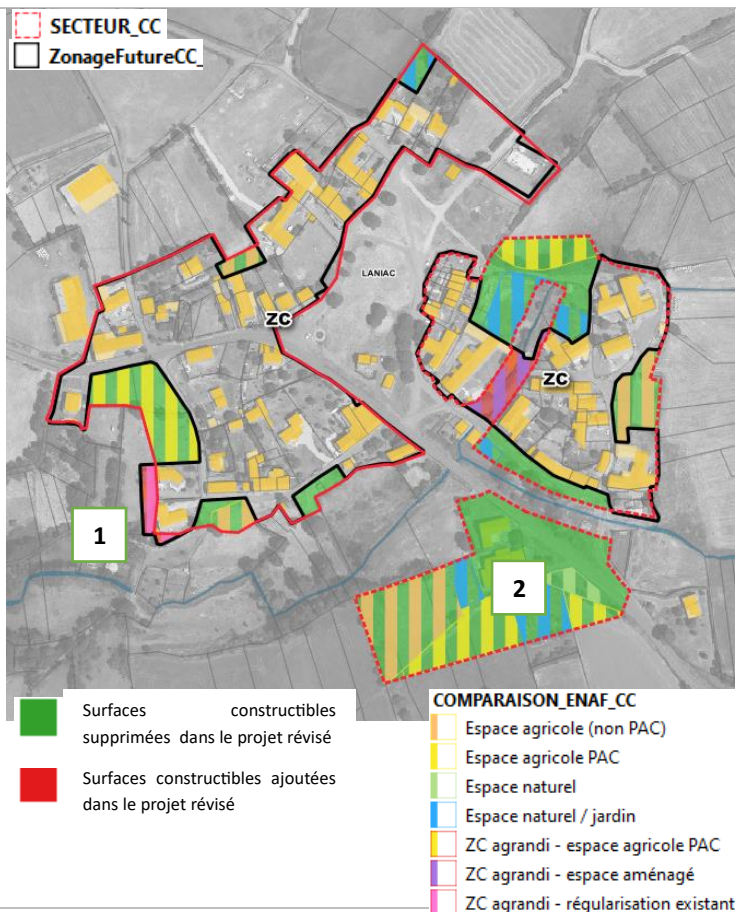 SECTEUR_CC
ZonageFutureCC_
LANIAC
ZC
ZC
1
2
Surfaces constructibles
supprimées dans le projet révisé
Surfaces constructibles ajoutées
dans le projet révisé
COMPARAISON_ENAF_CC
Espace agricole (non PAC)
Espace agricole PAC
Espace naturel
Espace naturel / jardin
ZC agrandi - espace agricole PAC
ZC agrandi - espace aménagé
ZC agrandi - régularisation existant